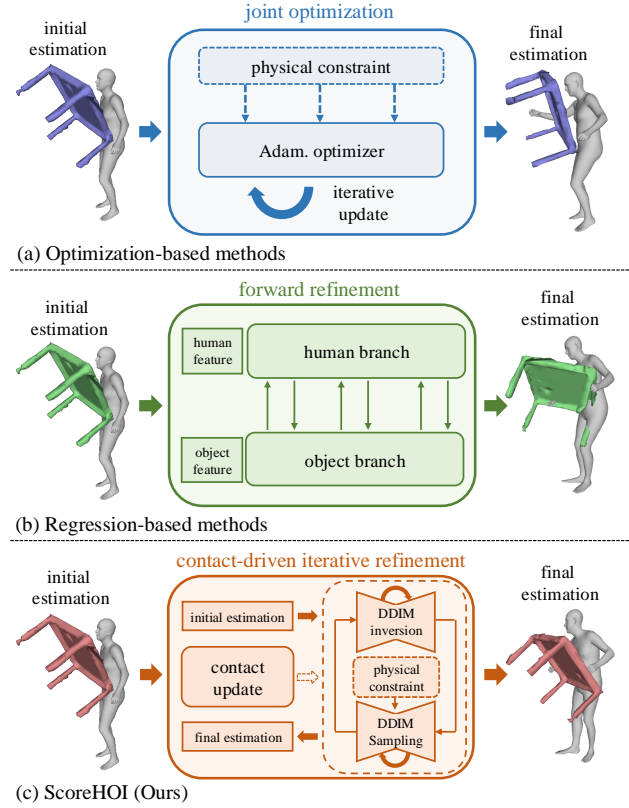 joint optimization
initial
estimation
physical constraint
Adam. optimizer
iterative
update
final
estimation
(a) Optimization-based methods
forward refinement
initial
estimation
human
feature
human branch
object
feature
object branch
final
estimation
(b) Regression-based methods
contact-driven iterative refinement
initial
estimation
initial estimation
contact
update
final estimation
DDIM
inversion
physical
constraint
DDIM
Sampling
final
estimation
(c) ScoreHOI (Ours)